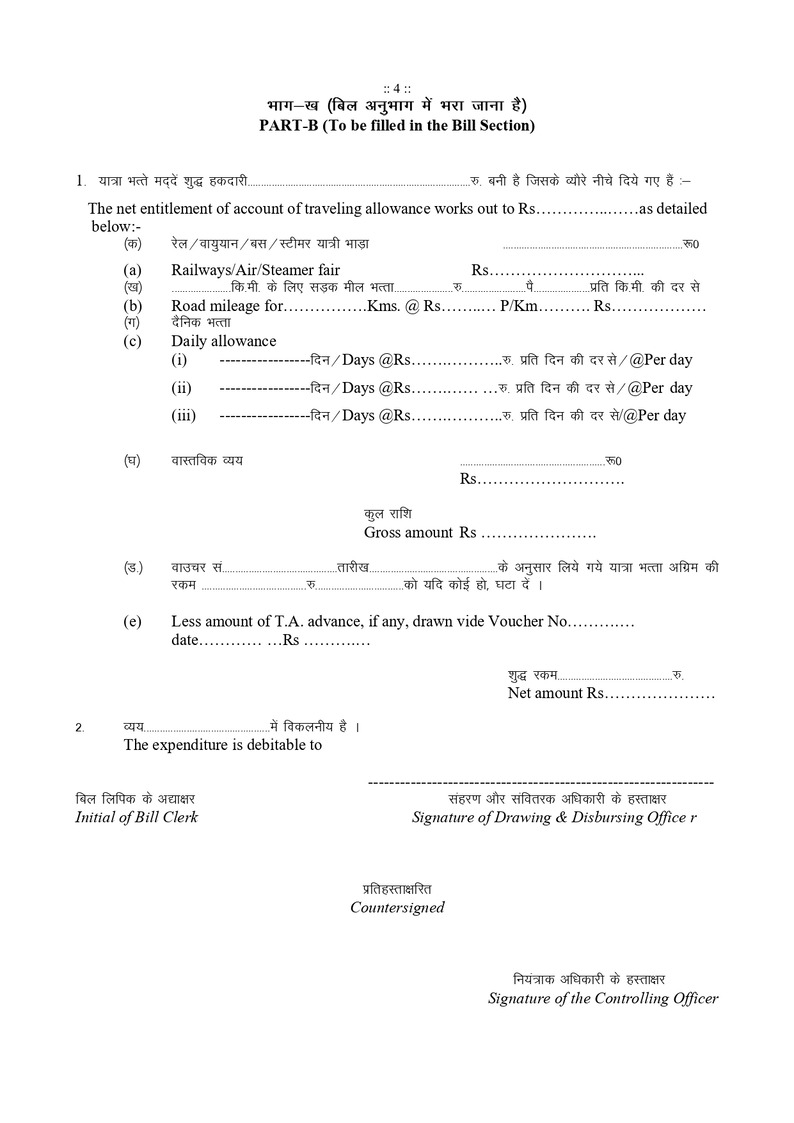 :: 4 ::
भाग–ख (बिल अनुभाग में भरा जाना है)
PART-B (To be filled in the Bill Section)
1. यात्रा भत्ते मद्दें शुद्ध हकदारी....................................................................................रु. बनी है जिसके व्यौरे नीचे दिये गए हैं :–
The net entitlement of account of traveling allowance works out to Rs…………..……as detailed
below:-
(क) रेल/वायुयान/बस/स्टीमर यात्री भाड़ा ....................................................................रू0
(a) Railways/Air/Steamer fair Rs………………………...
(ख) ......................कि.मी. के लिए सड़क मील भत्ता......................रु........................पै.....................प्रति कि.मी. की दर से
(b) Road mileage for…………….Kms. @ Rs……..… P/Km………. Rs………………
(ग) दैनिक भत्ता
(c) Daily allowance
(i) -----------------दिन/Days @Rs…….………..रु. प्रति दिन की दर से/@Per day
(ii) -----------------दिन/Days @Rs…….…… …रु. प्रति दिन की दर से/@Per day
(iii) -----------------दिन/Days @Rs…….………..रु. प्रति दिन की दर से/@Per day
(घ) वास्तविक व्यय .......................................................रू0
Rs……………………….
कुल राशि
Gross amount Rs ………………….
(ड.) वाउचर सं...........................................तारीख................................................के अनुसार लिये गये यात्रा भत्ता अग्रिम की
रकम .......................................रु.................................को यदि कोई हो, घटा दें ।
(e) Less amount of T.A. advance, if any, drawn vide Voucher No……….…
date………… …Rs ……….…
शुद्ध रकम...........................................रु.
Net amount Rs…………………
2. व्यय...............................................में विकलनीय है ।
The expenditure is debitable to
-----------------------------------------------------------------
बिल लिपिक के अद्याक्षर संहरण और संवितरक अधिकारी के हस्ताक्षर
Initial of Bill Clerk Signature of Drawing & Disbursing Office r
प्रतिहस्ताक्षरित
Countersigned
नियंत्राक अधिकारी के हस्ताक्षर
Signature of the Controlling Officer